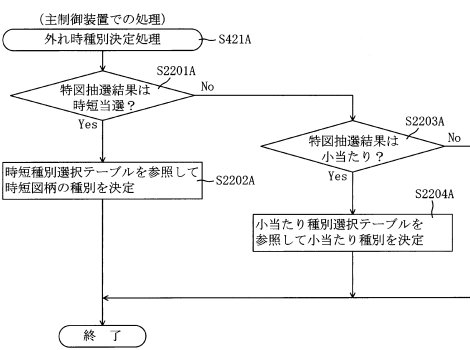 (主制御装置での処理)
外れ時種別決定処理
S421A
S2201A
特図抽選結果は
時短当選？
No
Yes
S2203A
特図抽選結果は
小当たり？
No
Yes
時短種別選択テーブルを参照して
時短図柄の種別を決定
S2202A
S2204A
小当たり種別選択テーブルを
参照して小当たり種別を決定
終 了